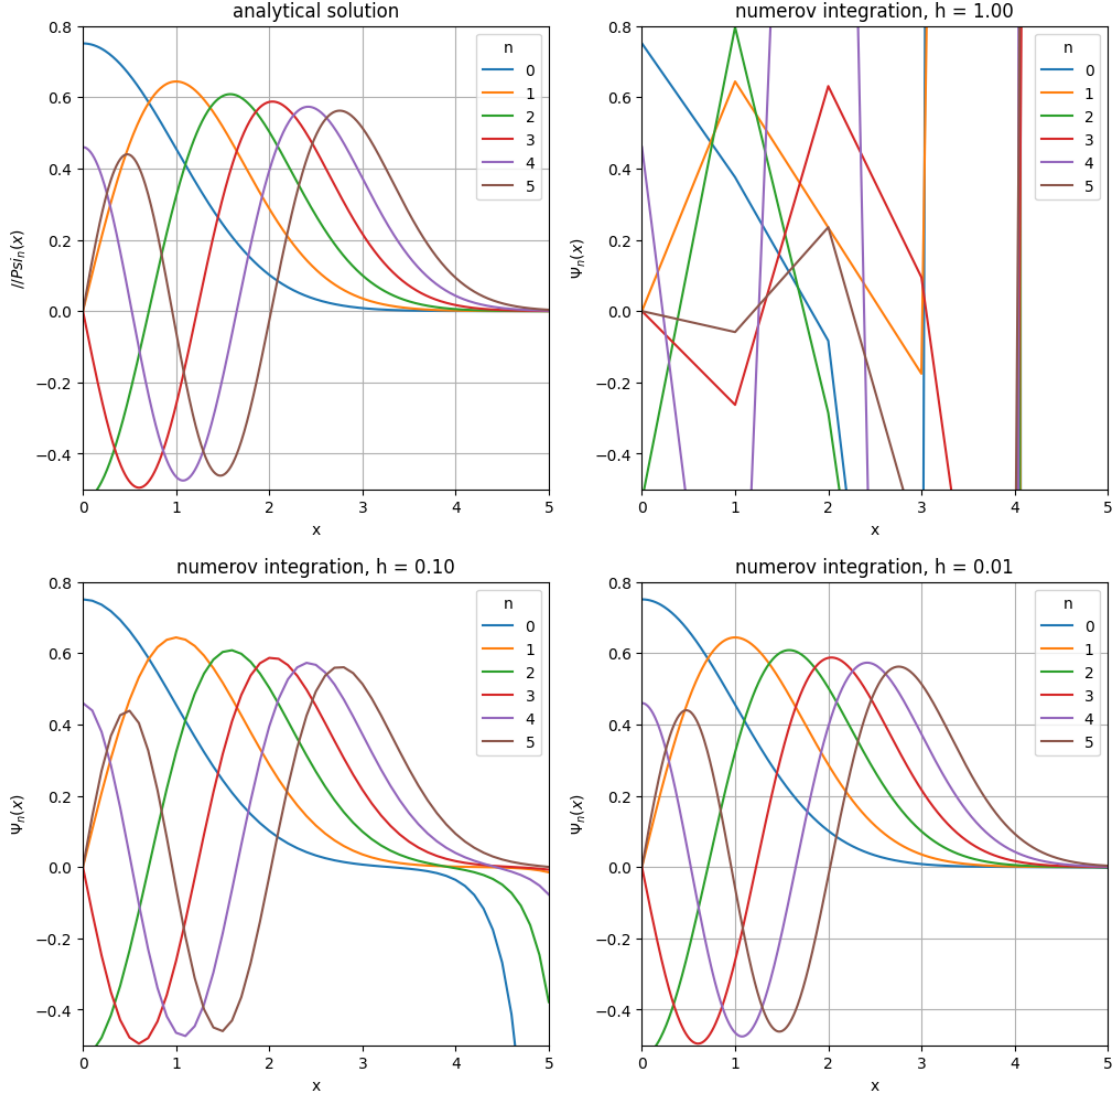 analytical solution
//Psi_n(x)
0.8
0.6
0.4
0.2
0.0
−0.2
−0.4
0 1 2 3 4 5
x
n
0
1
2
3
4
5
numerov integration, h = 1.00
Ψ_n(x)
0.8
0.6
0.4
0.2
0.0
−0.2
−0.4
0 1 2 3 4 5
x
n
0
1
2
3
4
5
numerov integration, h = 0.10
Ψ_n(x)
0.8
0.6
0.4
0.2
0.0
−0.2
−0.4
0 1 2 3 4 5
x
n
0
1
2
3
4
5
numerov integration, h = 0.01
Ψ_n(x)
0.8
0.6
0.4
0.2
0.0
−0.2
−0.4
0 1 2 3 4 5
x
n
0
1
2
3
4
5